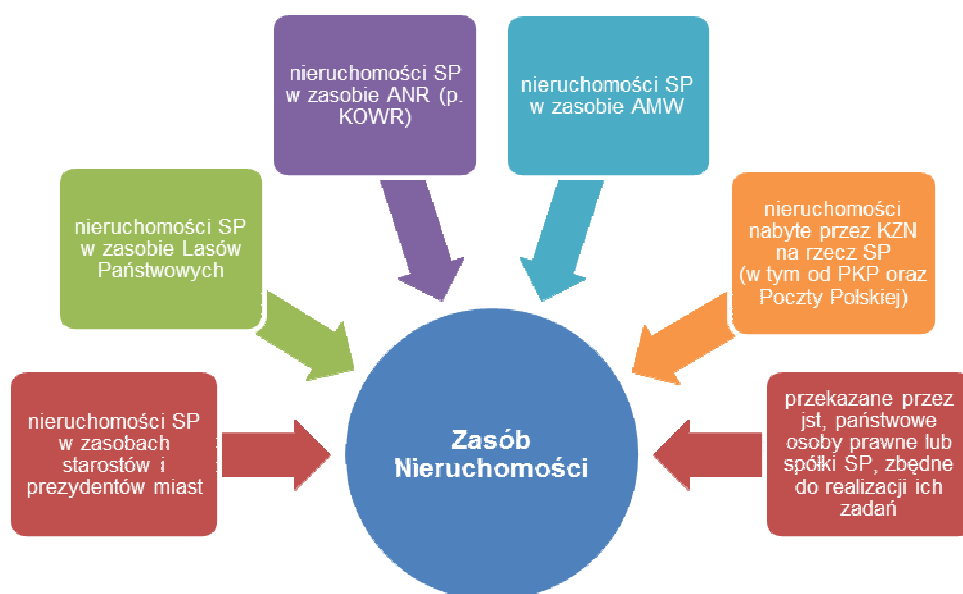 nieruchomości SP
w zasobie ANR (p.
KOWR)
nieruchomości SP
w zasobie AMW
nieruchomości SP
w zasobie Lasów
Państwowych
nieruchomości
nabyte przez KZN
na rzecz SP
(w tym od PKP oraz
Poczty Polskiej)
nieruchomości SP
w zasobach
starostów i
prezydentów miast
Zasób
Nieruchomości
przekazane przez
jst, państwowe
osoby prawne lub
spółki SP, zbędne
do realizacji ich
zadań